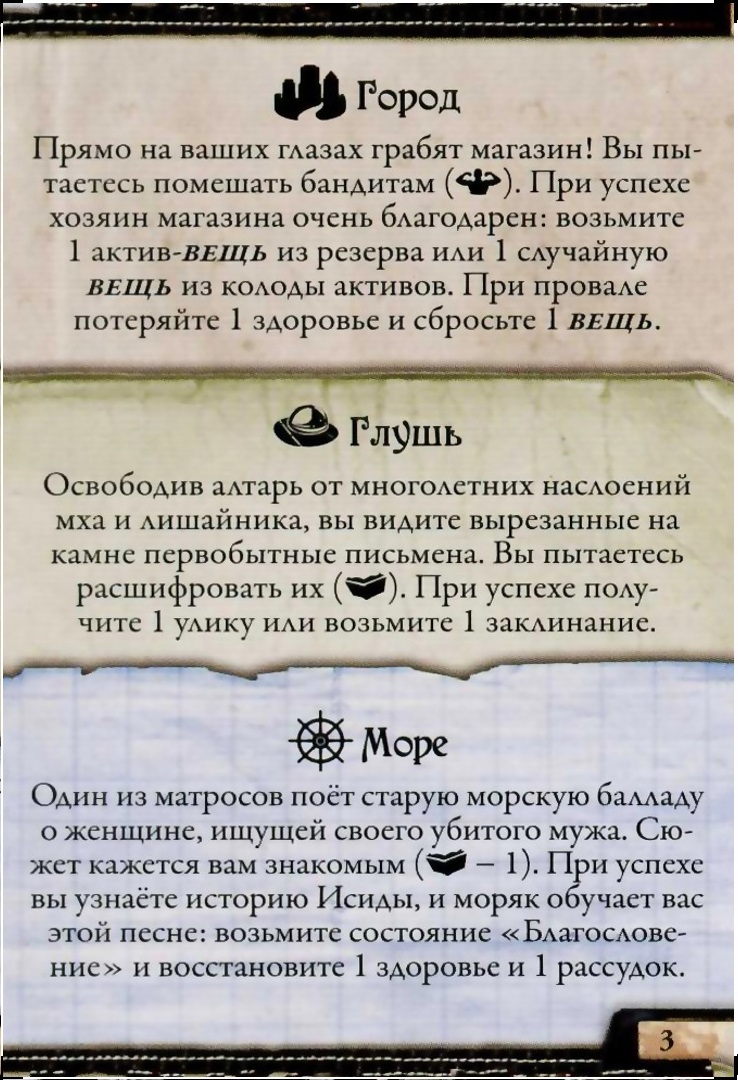 Город
Прямо на ваших глазах грабят магазин! Вы пы-
таетесь помешать бандитам (). При успехе
хозяин магазина очень благодарен: возьмите
1 актив-ВЕЩЬ из резерва или 1 случайную
ВЕЩЬ из колоды активов. При провале
потеряйте 1 здоровье и сбросьте 1 ВЕЩЬ.
Глушь
Освободив алтарь от многолетних наслоений
мха и лишайника, вы видите вырезанные на
камне первобытные письмена. Вы пытаетесь
расшифровать их (). При успехе полу-
чите 1 улику или возьмите 1 заклинание.
Море
Один из матросов поёт старую морскую балладу
о женщине, ищущей своего убитого мужа. Сю-
жет кажется вам знакомым ( – 1). При успехе
вы узнаёте историю Исиды, и моряк обучает вас
этой песне: возьмите состояние «Благослове-
ние» и восстановите 1 здоровье и 1 рассудок.
3